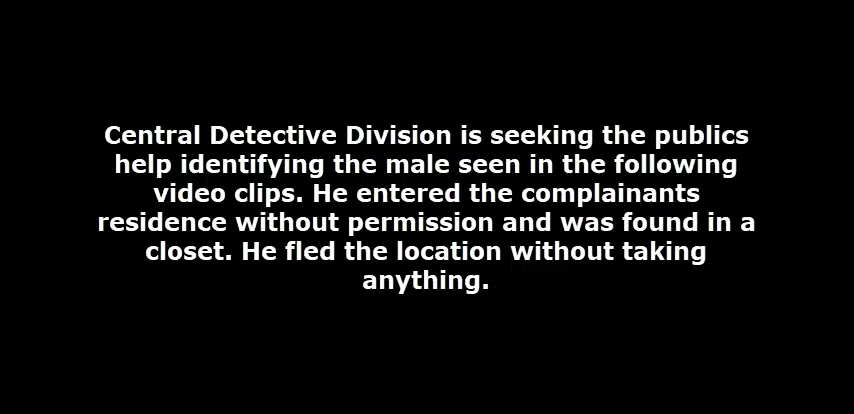 Central Detective Division is seeking the publics
help identifying the male seen in the following
video clips. He entered the complainants
residence without permission and was found in a
closet. He fled the location without taking
anything.